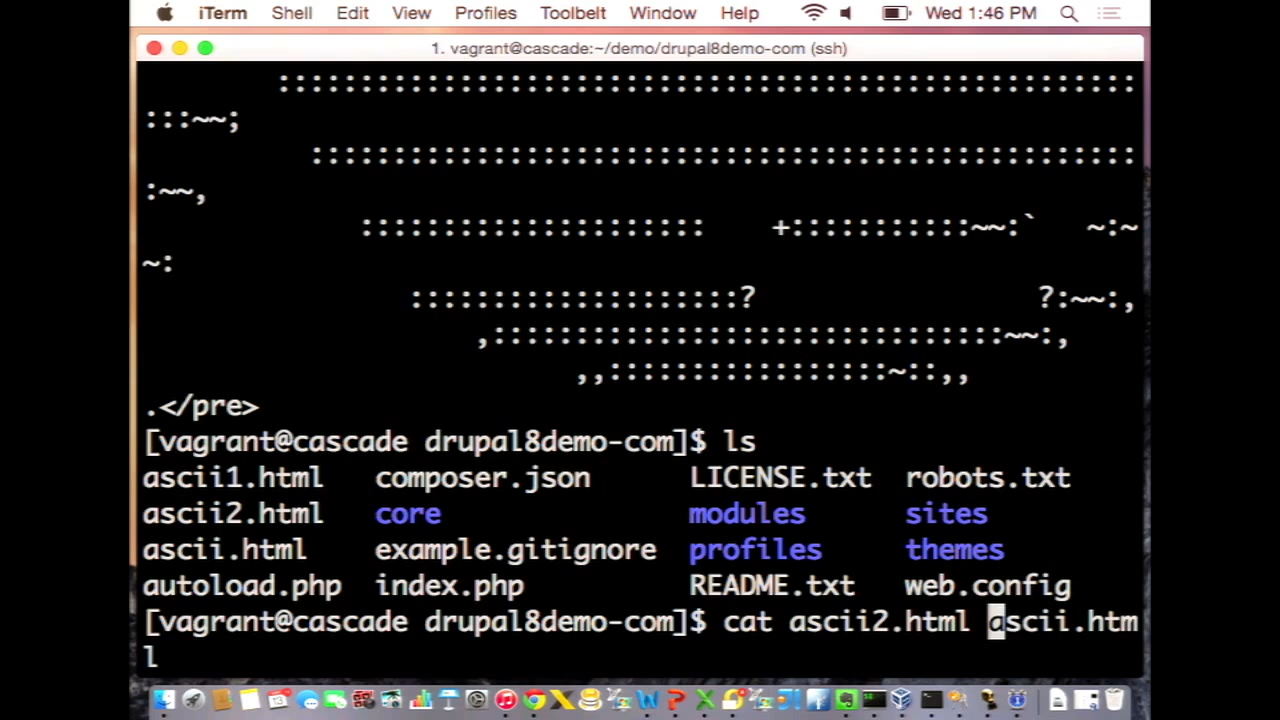 iTerm Shell Edit View Profiles Toolbelt Window Help Wed 1:46 PM
1. vagrant@cascade:~/demo/drupal8demo-com (ssh)
::::::::::::::::::::::::::::::::::::::::::::::::::::
:::~~;
::::::::::::::::::::::::::::::::::::::::::::::::::
:~~,
::::::::::::::::::::: +:::::::::::~~:` ~:~
~:
::::::::::::::::::::? ?:~~:,
,:::::::::::::::::::::::::::::::~~:,
,,:::::::::::::::::~::,,
.</pre>
[vagrant@cascade drupal8demo-com]$ ls
ascii1.html composer.json LICENSE.txt robots.txt
ascii2.html core modules sites
ascii.html example.gitignore profiles themes
autoload.php index.php README.txt web.config
[vagrant@cascade drupal8demo-com]$ cat ascii2.html ascii.htm
l